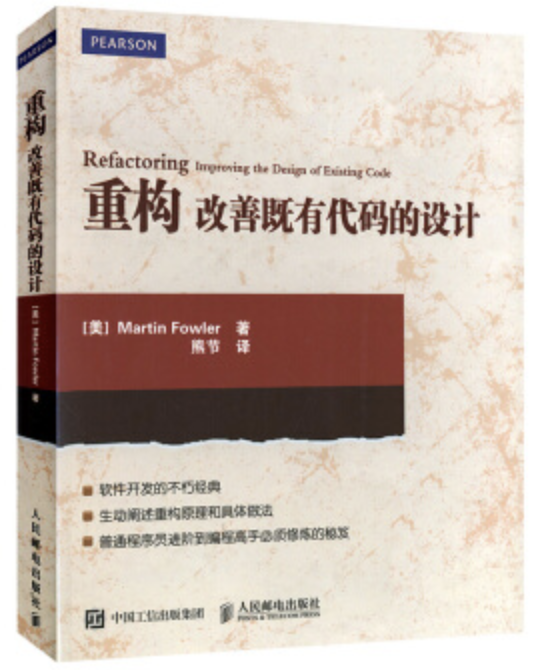 PEARSON
Refactoring Improving the Design of Existing Code
重构 改善既有代码的设计
[美] Martin Fowler 著
熊节 译
■ 软件开发的不朽经典
■ 生动阐述重构原理和具体做法
■ 普通程序员进阶到编程高手必须修炼的秘笈
中国工信出版集团 人民邮电出版社
PEARSON
重构 改善既有代码的设计
[美] Martin Fowler 著
人民邮电出版社